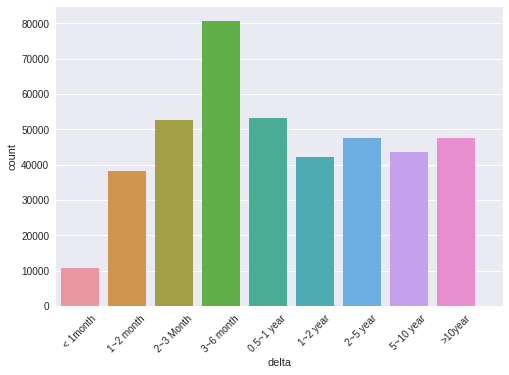 80000
70000
60000
50000
40000
30000
20000
10000
0
count
< 1month
1~2 month
2~3 Month
3~6 month
0.5~1 year
1~2 year
2~5 year
5~10 year
>10year
delta